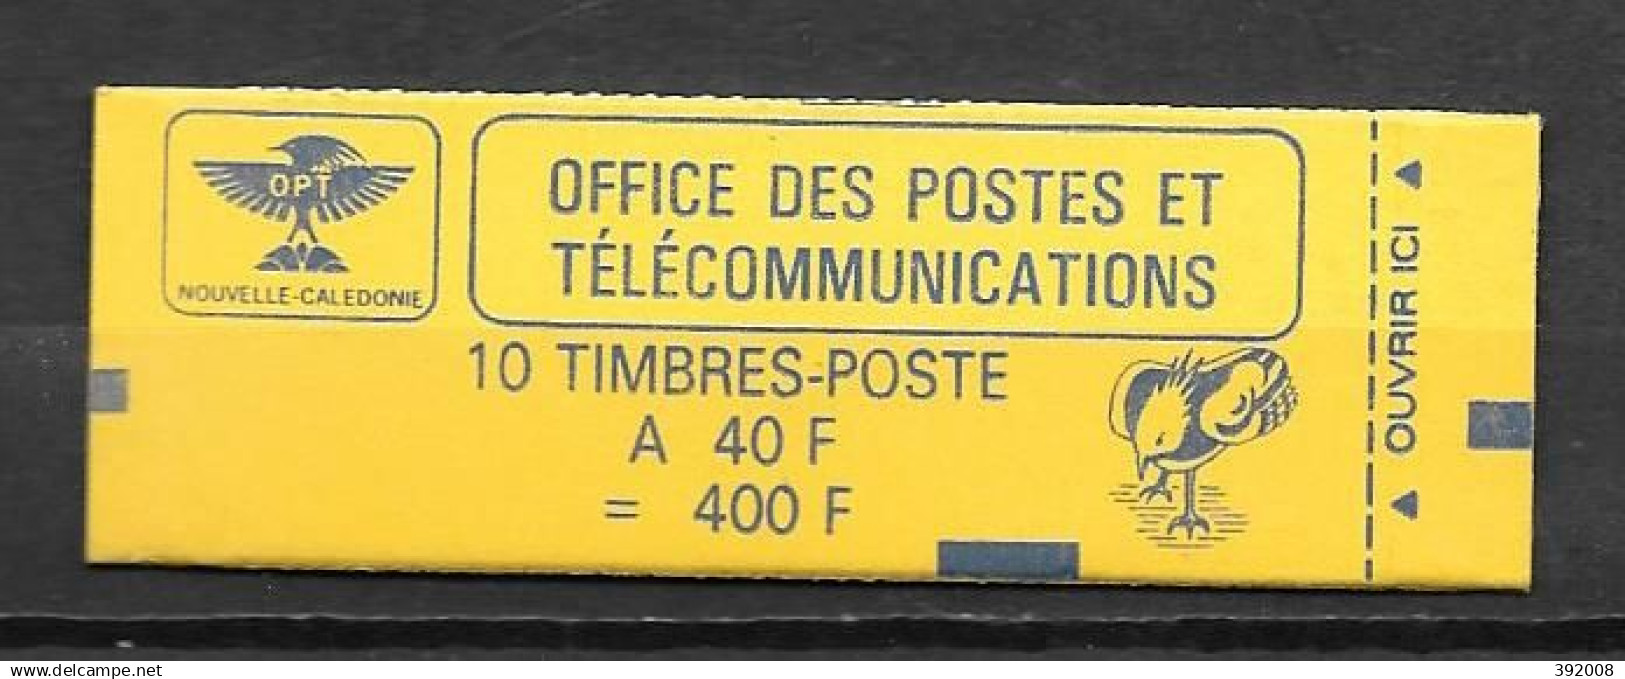 OPT
NOUVELLE-CALEDONIE
OFFICE DES POSTES ET
TÉLÉCOMMUNICATIONS
10 TIMBRES-POSTE
A 40 F
= 400 F
▲ OUVRIR ICI ▲
www.delcampe.net
392008